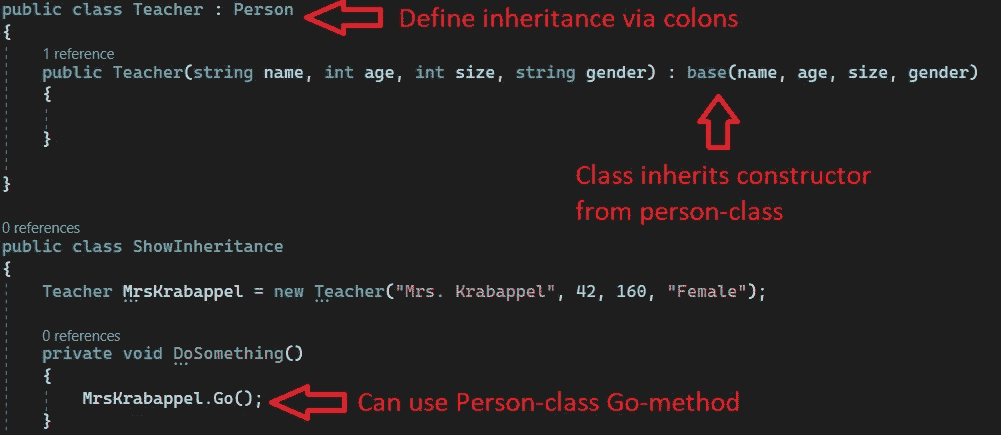 public class Teacher : Person
Define inheritance via colons
{
1 reference
public Teacher(string name, int age, int size, string gender) : base(name, age, size, gender)
{
}
Class inherits constructor
from person-class
}
0 references
public class ShowInheritance
{
Teacher MrsKrabappel = new Teacher("Mrs. Krabappel", 42, 160, "Female");
0 references
private void DoSomething()
{
MrsKrabappel.Go();
Can use Person-class Go-method
}